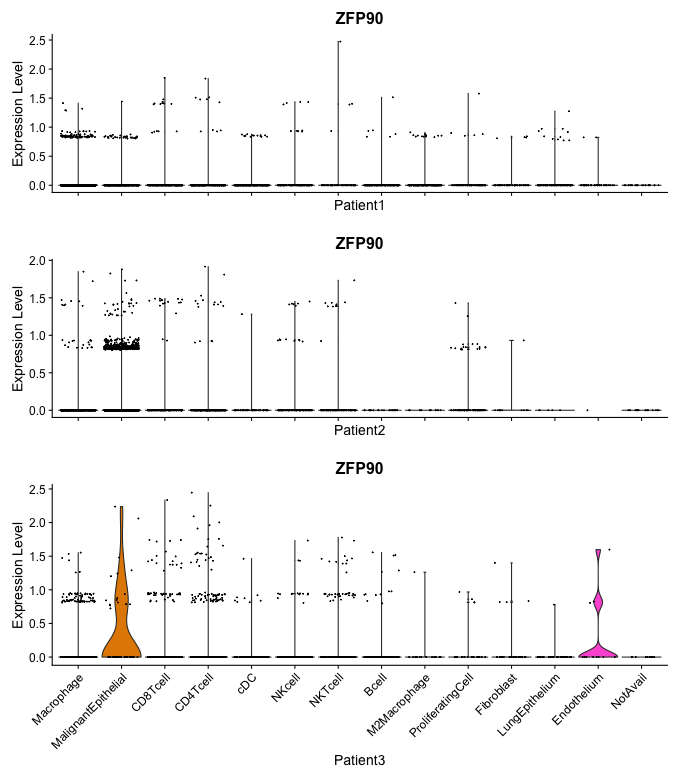 ZFP90
Expression Level
2.5
2.0
1.5
1.0
0.5
0.0
Patient1
ZFP90
Expression Level
2.0
1.5
1.0
0.5
0.0
Patient2
ZFP90
Expression Level
2.5
2.0
1.5
1.0
0.5
0.0
Macrophage
MalignantEpithelial
CD8Tcell
CD4Tcell
cDC
NKcell
NKTcell
Bcell
M2Macrophage
ProliferatingCell
Fibroblast
LungEpithelium
Endothelium
NotAvail
Patient3